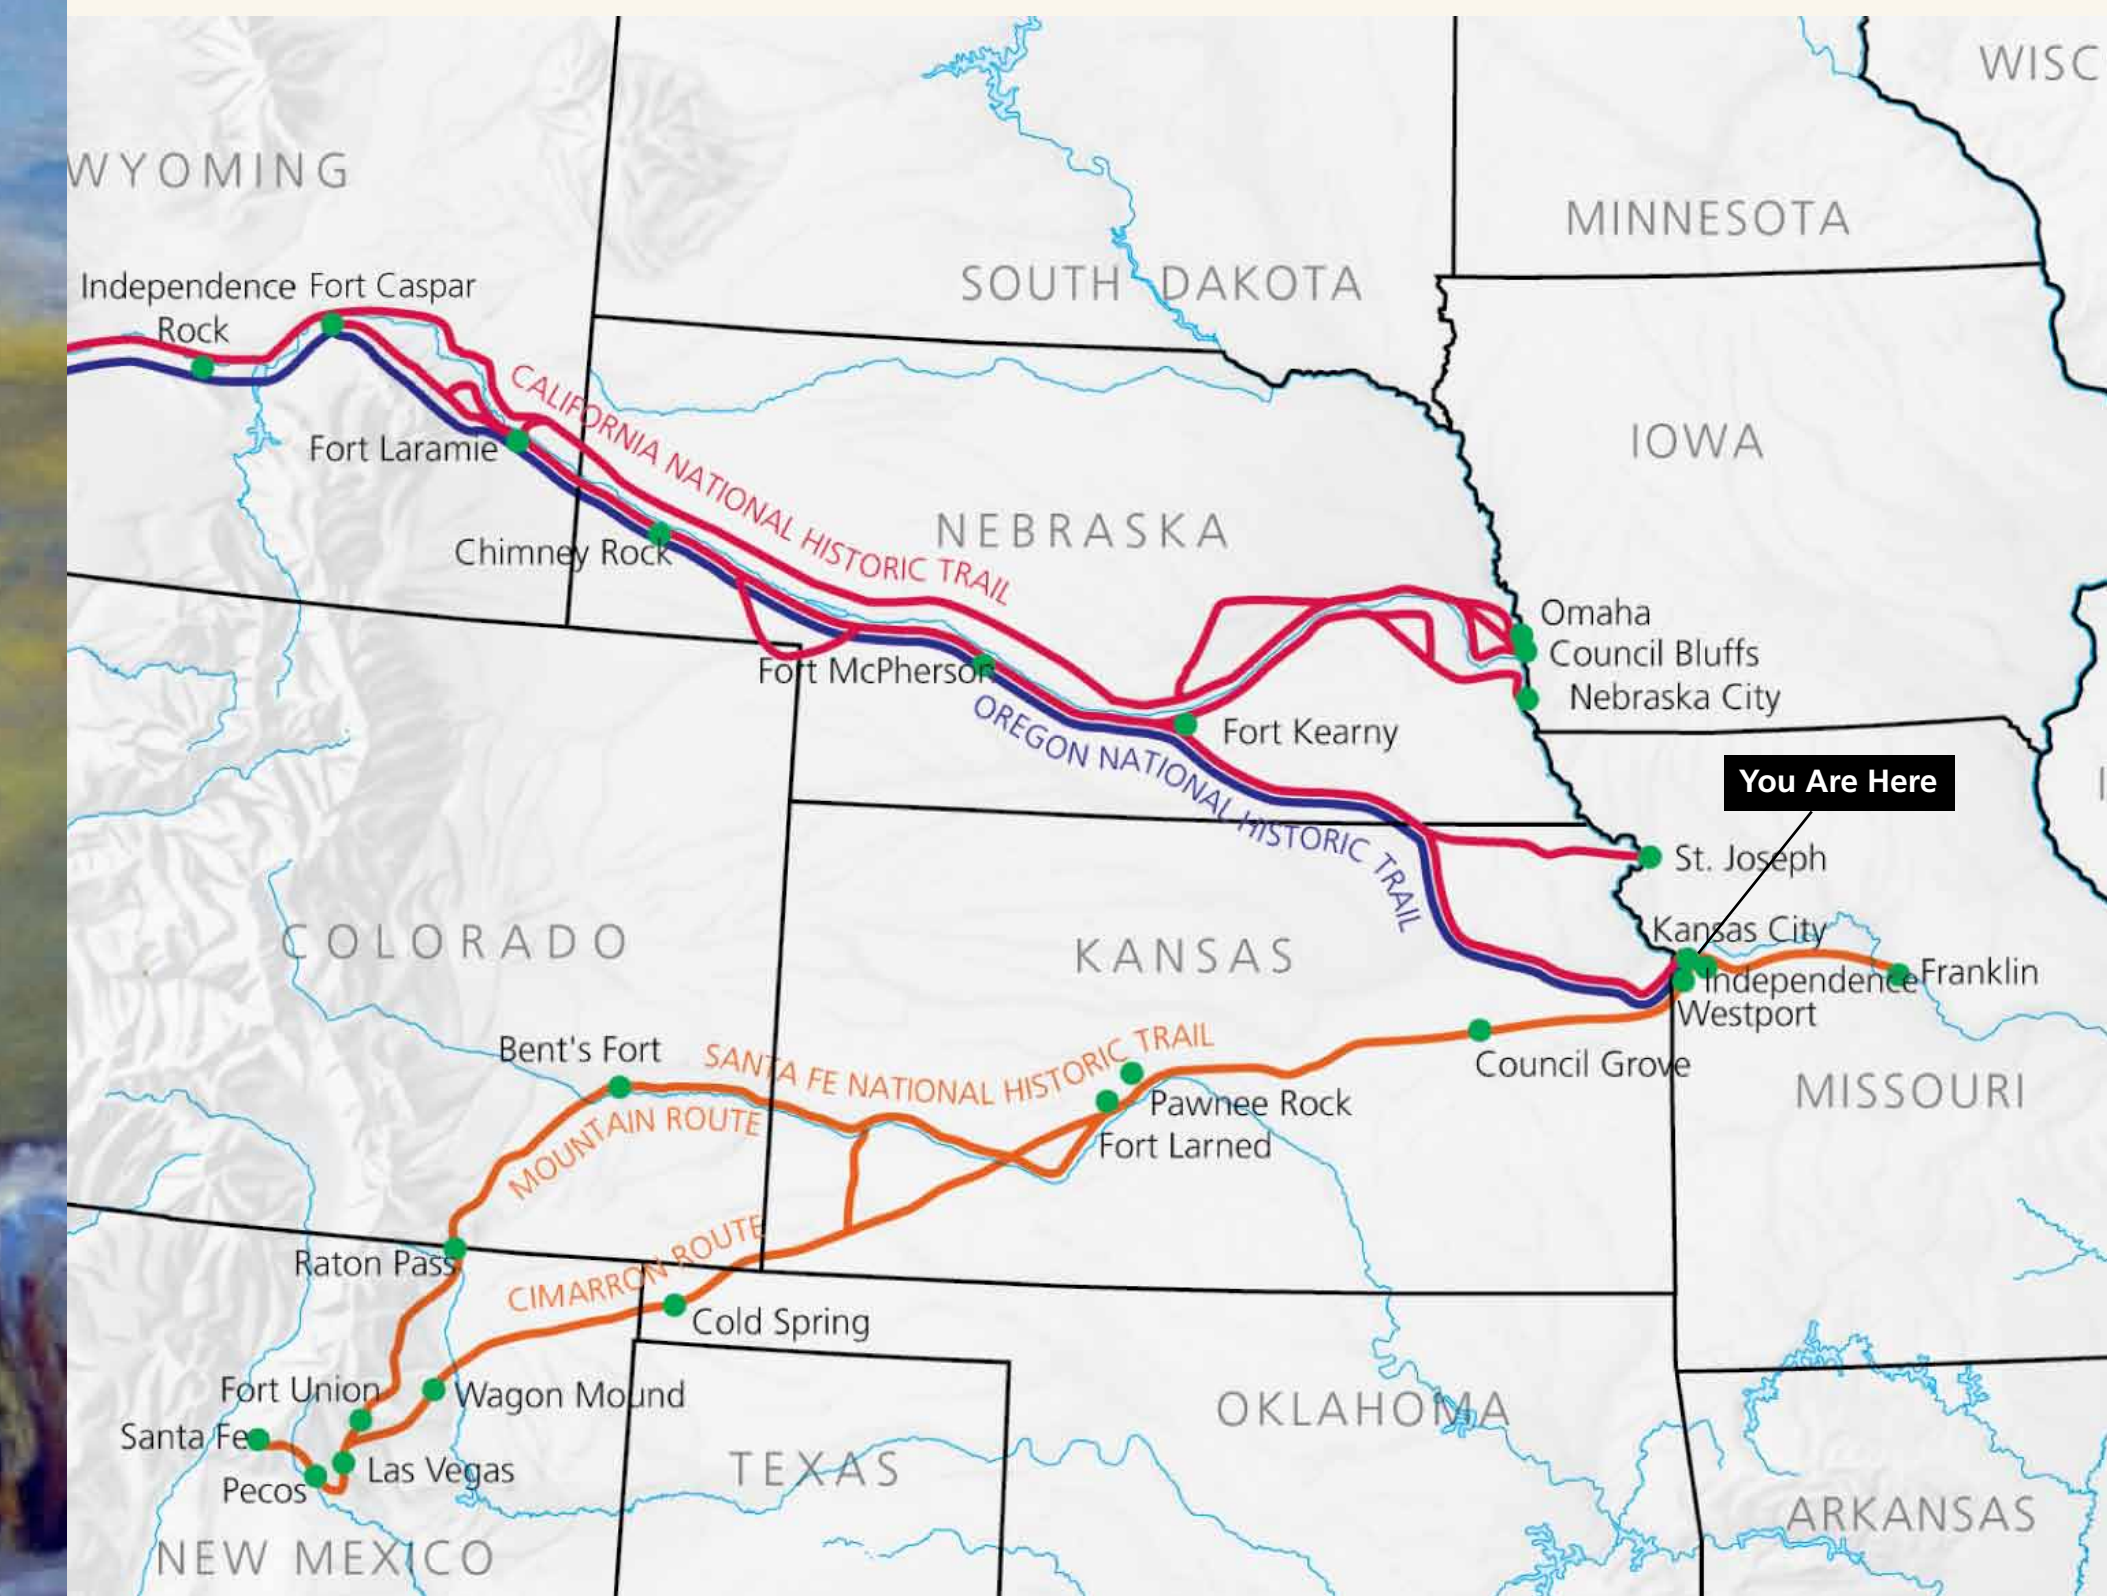 WISC
WYOMING
MINNESOTA
SOUTH DAKOTA
Independence
Rock
Fort Caspar
CALIFORNIA NATIONAL HISTORIC TRAIL
IOWA
Fort Laramie
NEBRASKA
Chimney Rock
Omaha
Council Bluffs
Nebraska City
Fort McPherson
OREGON NATIONAL HISTORIC TRAIL
Fort Kearny
You Are Here
St. Joseph
Kansas City
COLORADO
KANSAS
Independence
Franklin
Westport
Bent's Fort
SANTA FE NATIONAL HISTORIC TRAIL
Council Grove
MISSOURI
MOUNTAIN ROUTE
Pawnee Rock
Fort Larned
Raton Pass
CIMARRON ROUTE
Cold Spring
Fort Union
Wagon Mound
OKLAHOMA
Santa Fe
Las Vegas
TEXAS
Pecos
ARKANSAS
NEW MEXICO